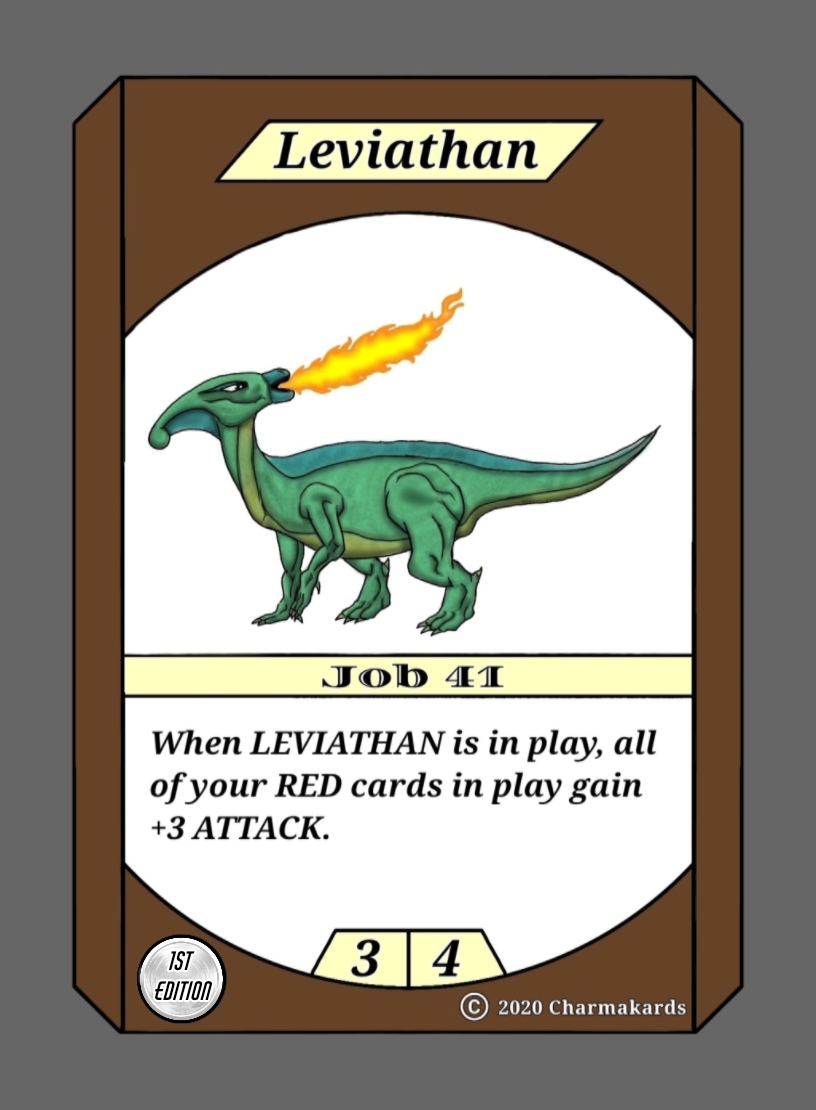 Leviathan
Job 41
When LEVIATHAN is in play, all
of your RED cards in play gain
+3 ATTACK.
3 4
1ST
EDITION
© 2020 Charmakards